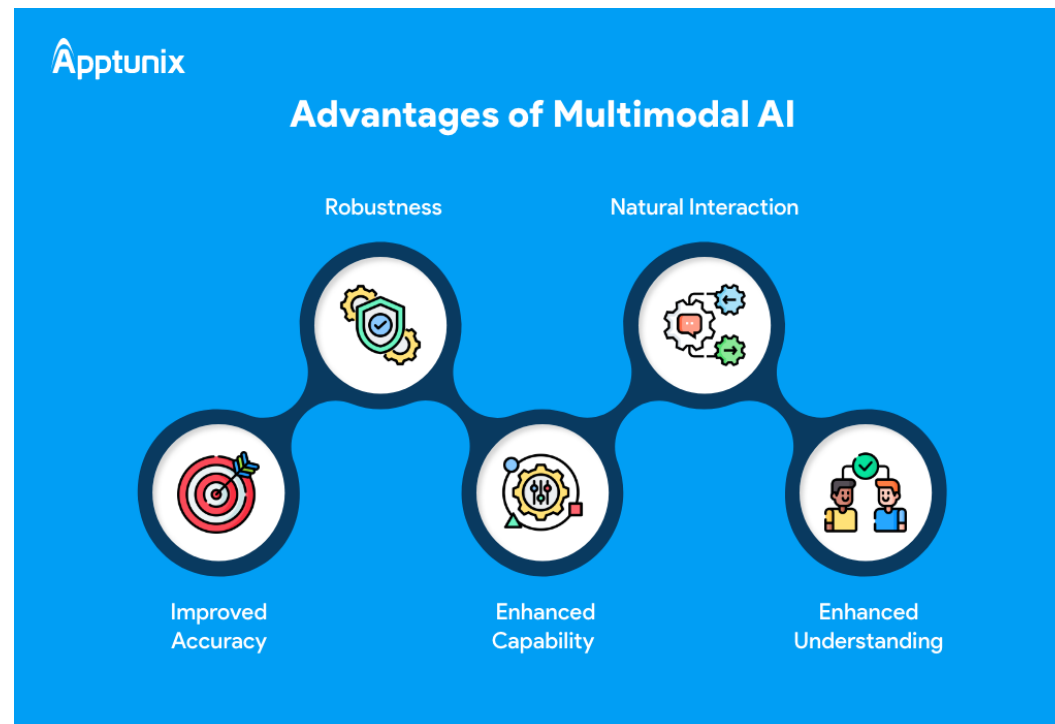 Apptunix
Advantages of Multimodal AI
Robustness
Natural Interaction
Improved
Accuracy
Enhanced
Capability
Enhanced
Understanding